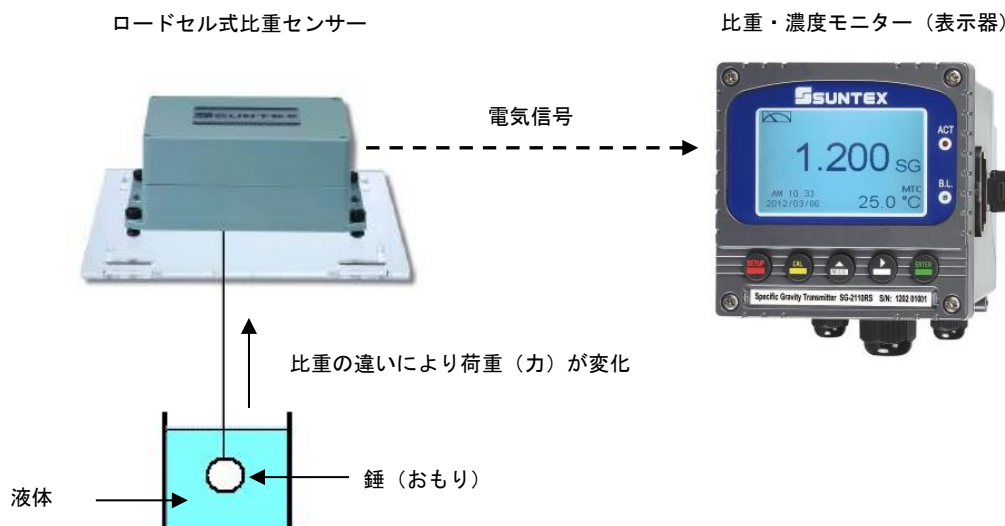 ロードセル式比重センサー
比重・濃度モニター（表示器）
SUNTEX
電気信号
SUNTEX
ACT
1.200 SG
B.L.
MTC
AM 10:33
2012/03/06
25.0 °C
SETUP
CAL
ENTER
Specific Gravity Transmitter SG-2110RS S/N: 1202 01001
比重の違いにより荷重（力）が変化
錘（おもり）
液体